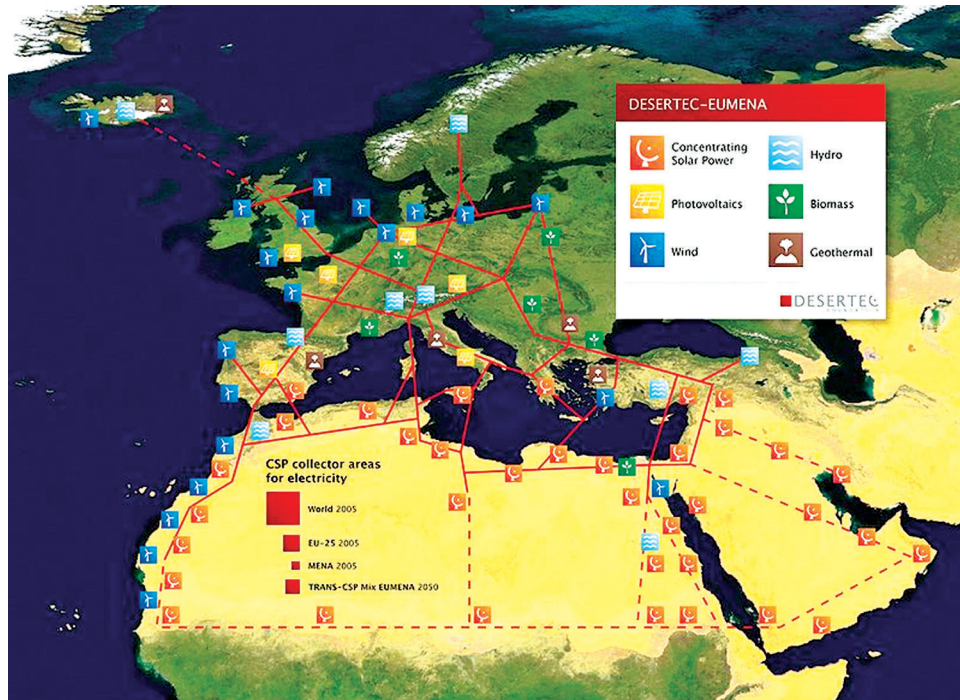 DESERTEC-EUMENA
Concentrating
Solar Power
Hydro
Photovoltaics
Biomass
Wind
Geothermal
DESERTEC
FOUNDATION
CSP collector areas
for electricity
World 2005
EU-25 2005
MENA 2005
TRANS-CSP Mix EUMENA 2050